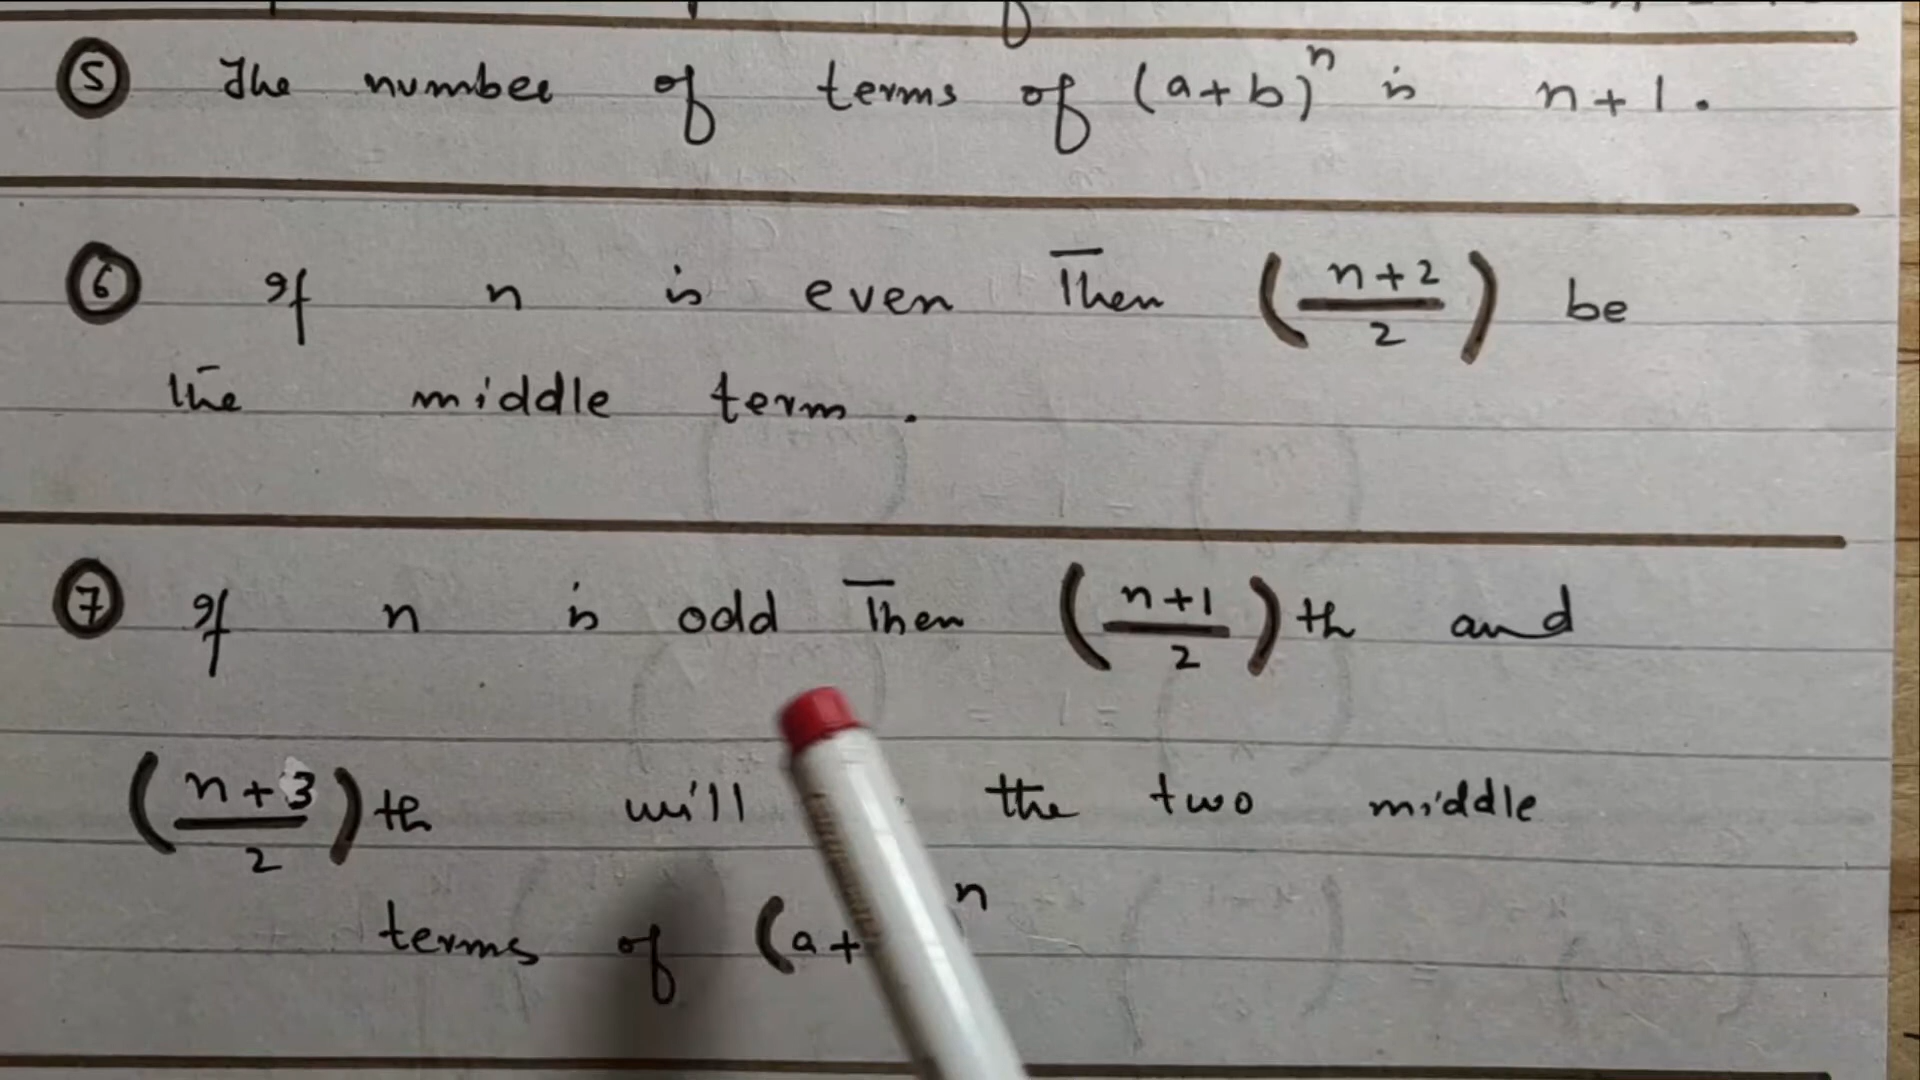 ⑤ The number of terms of (a+b)ⁿ is n+1.
⑥ If n is even Then ((n+2)/2) be
the middle term.
⑦ If n is odd Then ((n+1)/2)th and
((n+3)/2)th will the two middle
terms of (a+ ⁿ